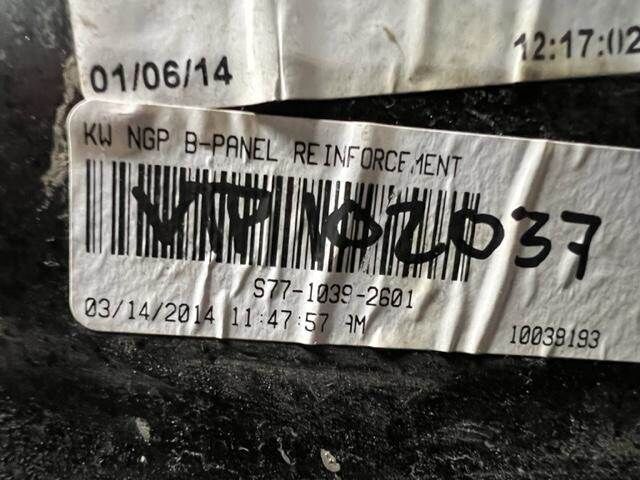 01/06/14 12:17:02
KW NGP B-PANEL REINFORCEMENT
VTP 102037
S77-1039-2601
03/14/2014 11:47:57 AM
10039193